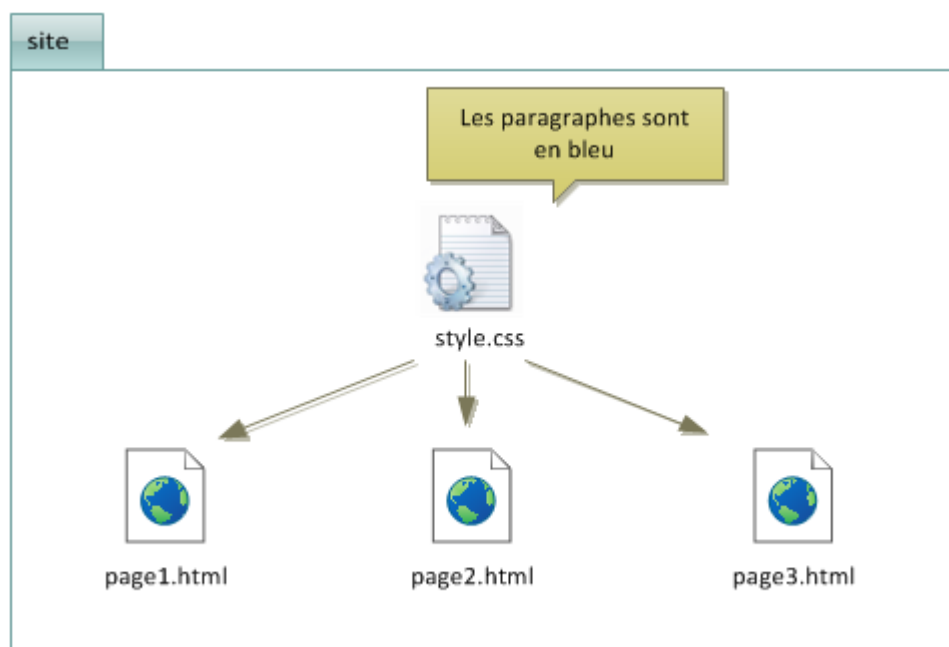 site
Les paragraphes sont
en bleu
style.css
page1.html
page2.html
page3.html